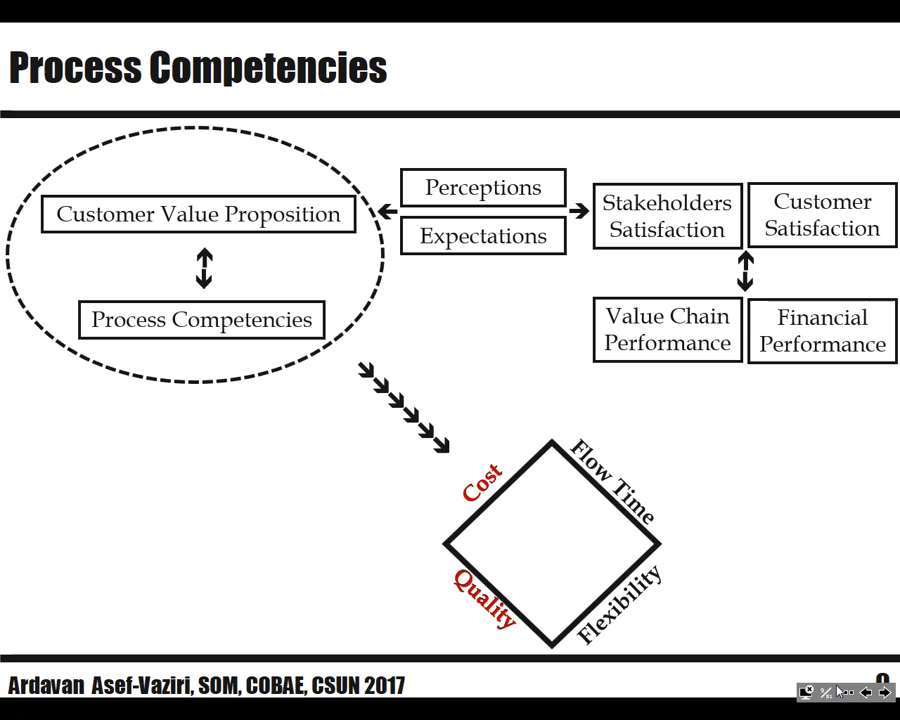 Process Competencies
Customer Value Proposition
Process Competencies
Perceptions
Expectations
Stakeholders
Satisfaction
Customer
Satisfaction
Value Chain
Performance
Financial
Performance
Cost
Flow Time
Quality
Flexibility
Ardavan Asef-Vaziri, SOM, COBAE, CSUN 2017